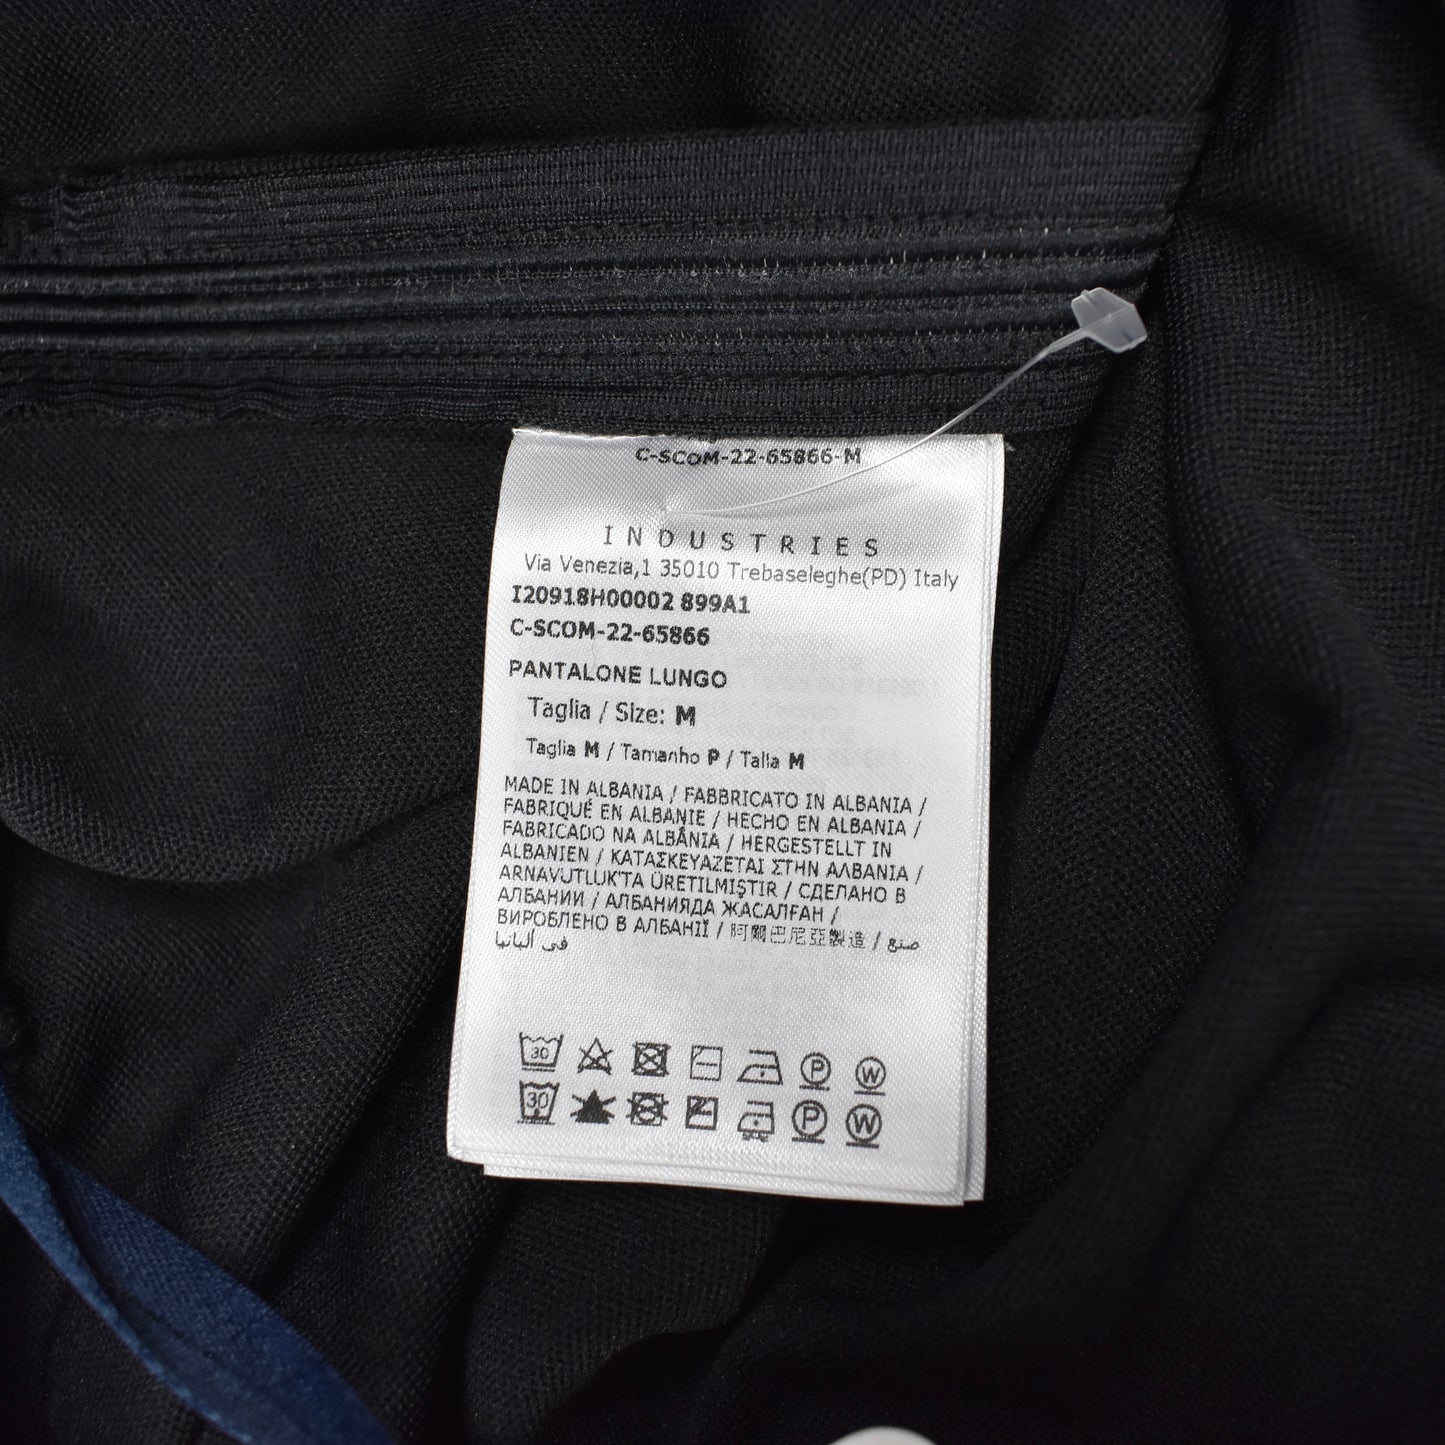 C-SCOM-22-65866-M
INDUSTRIES
Via Venezia,1 35010 Trebaseleghe(PD) Italy
I20918H00002 899A1
C-SCOM-22-65866
PANTALONE LUNGO
Taglia / Size: M
Taglia M / Tamanho P / Talla M
MADE IN ALBANIA / FABBRICATO IN ALBANIA /
FABRIQUÉ EN ALBANIE / HECHO EN ALBANIA /
FABRICADO NA ALBÂNIA / HERGESTELLT IN
ALBANIEN / ΚΑΤΑΣΚΕΥΑΖΕΤΑΙ ΣΤΗΝ ΑΛΒΑΝΙΑ /
ARNAVUTLUK'TA ÜRETILMIŞTIR / СДЕЛАНО В
АЛБАНИИ / АЛБАНИЯДА ЖАСАЛҒАН /
ВИРОБЛЕНО В АЛБАНІЇ / 阿爾巴尼亞製造 / صنع
في ألبانيا
30 P W
30 P W